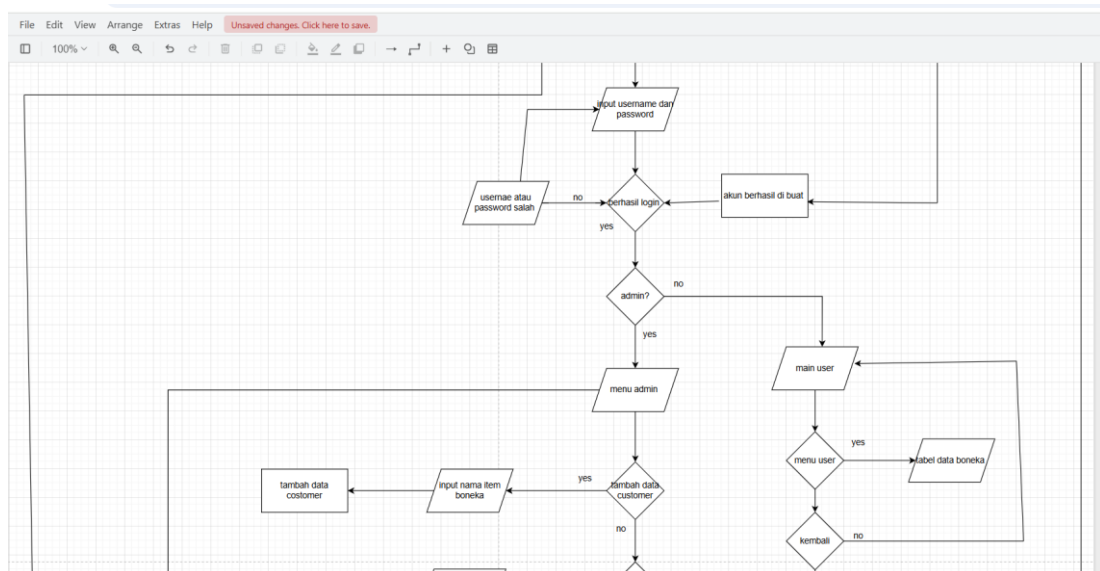 File Edit View Arrange Extras Help Unsaved changes. Click here to save.
100%
input username dan
password
usernae atau
password salah
no
berhasil login
akun berhasil di buat
yes
admin?
no
yes
main user
menu admin
yes
menu user
tabel data boneka
tambah data
costomer
input nama item
boneka
yes
tambah data
customer
no
kembali
no